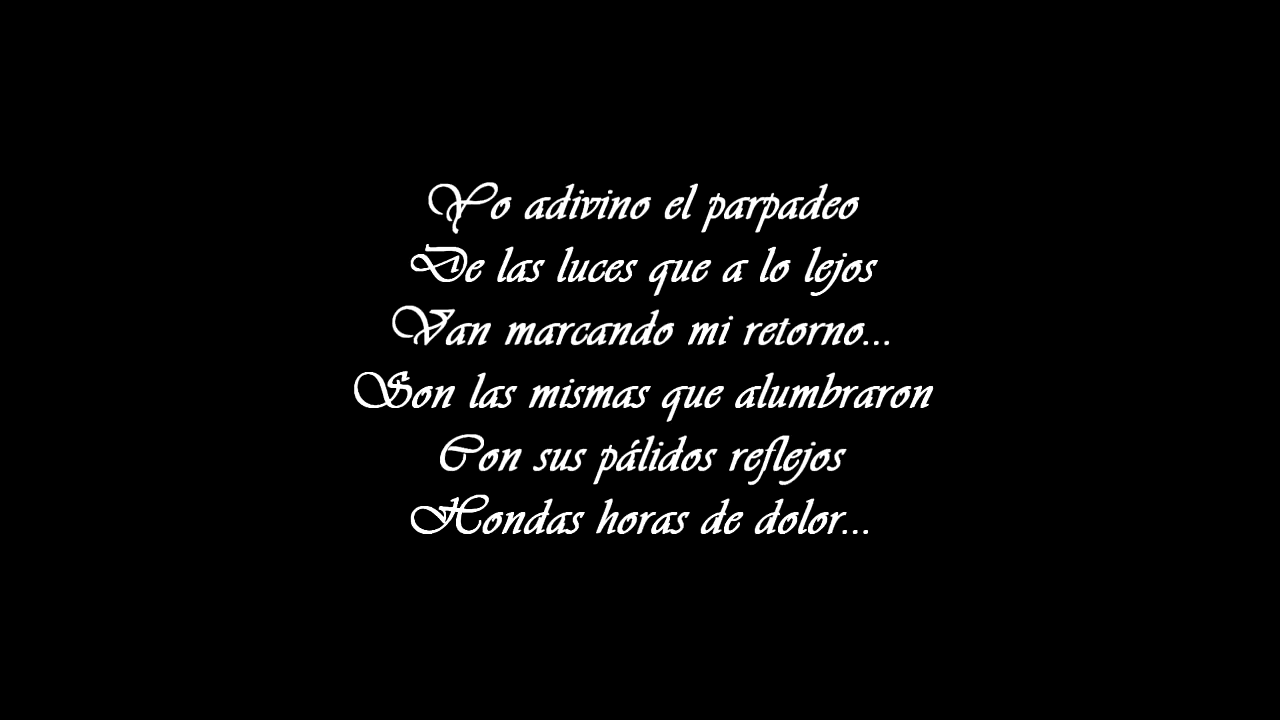 Yo adivino el parpadeo
De las luces que a lo lejos
Van marcando mi retorno...
Son las mismas que alumbraron
Con sus pálidos reflejos
Hondas horas de dolor...